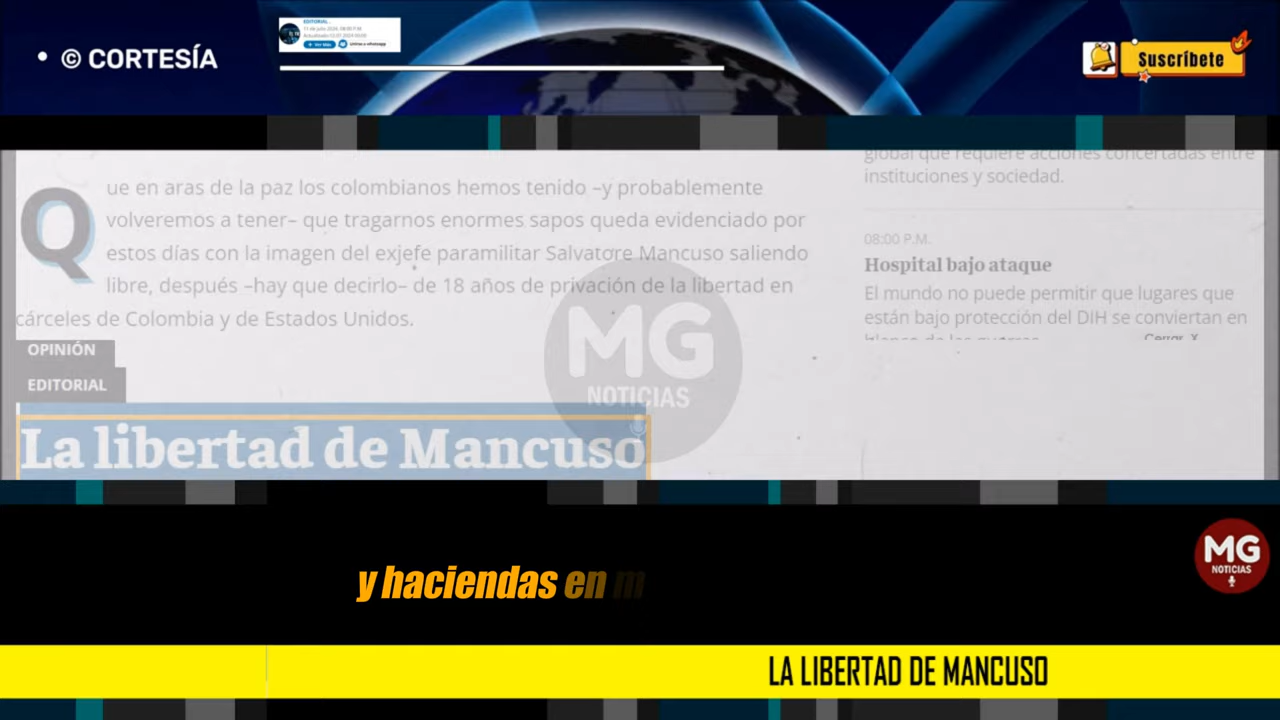 • © CORTESÍA
EDITORIAL
Suscríbete
ue en aras de la paz los colombianos hemos tenido –y probablemente
volveremos a tener– que tragarnos enormes sapos queda evidenciado por
estos días con la imagen del exjefe paramilitar Salvatore Mancuso saliendo
libre, después –hay que decirlo– de 18 años de privación de la libertad en
cárceles de Colombia y de Estados Unidos.
Q
OPINIÓN
EDITORIAL
La libertad de Mancuso
global que requiere acciones concertadas entre
instituciones y sociedad.
08:00 P.M.
Hospital bajo ataque
El mundo no puede permitir que lugares que
están bajo protección del DIH se conviertan en
Cerrar X
MG
NOTICIAS
y haciendas en m
MG
NOTICIAS
LA LIBERTAD DE MANCUSO